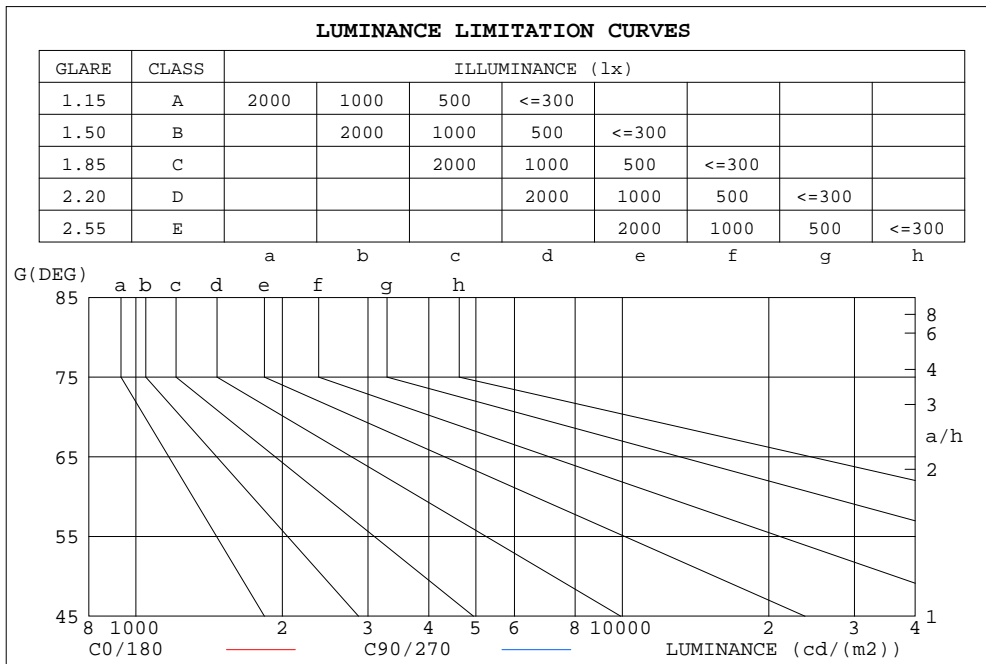 LUMINANCE LIMITATION CURVES
GLARE CLASS ILLUMINANCE (lx)
1.15 A 2000 1000 500 <=300
1.50 B 2000 1000 500 <=300
1.85 C 2000 1000 500 <=300
2.20 D 2000 1000 500 <=300
2.55 E 2000 1000 500 <=300
a b c d e f g h
G(DEG)
a b c d e f g h
85
8
6
75
4
3
a/h
65
2
55
45
1
8 1000 2 3 4 5 6 8 10000 2 3 4
C0/180 C90/270 LUMINANCE (cd/(m2))